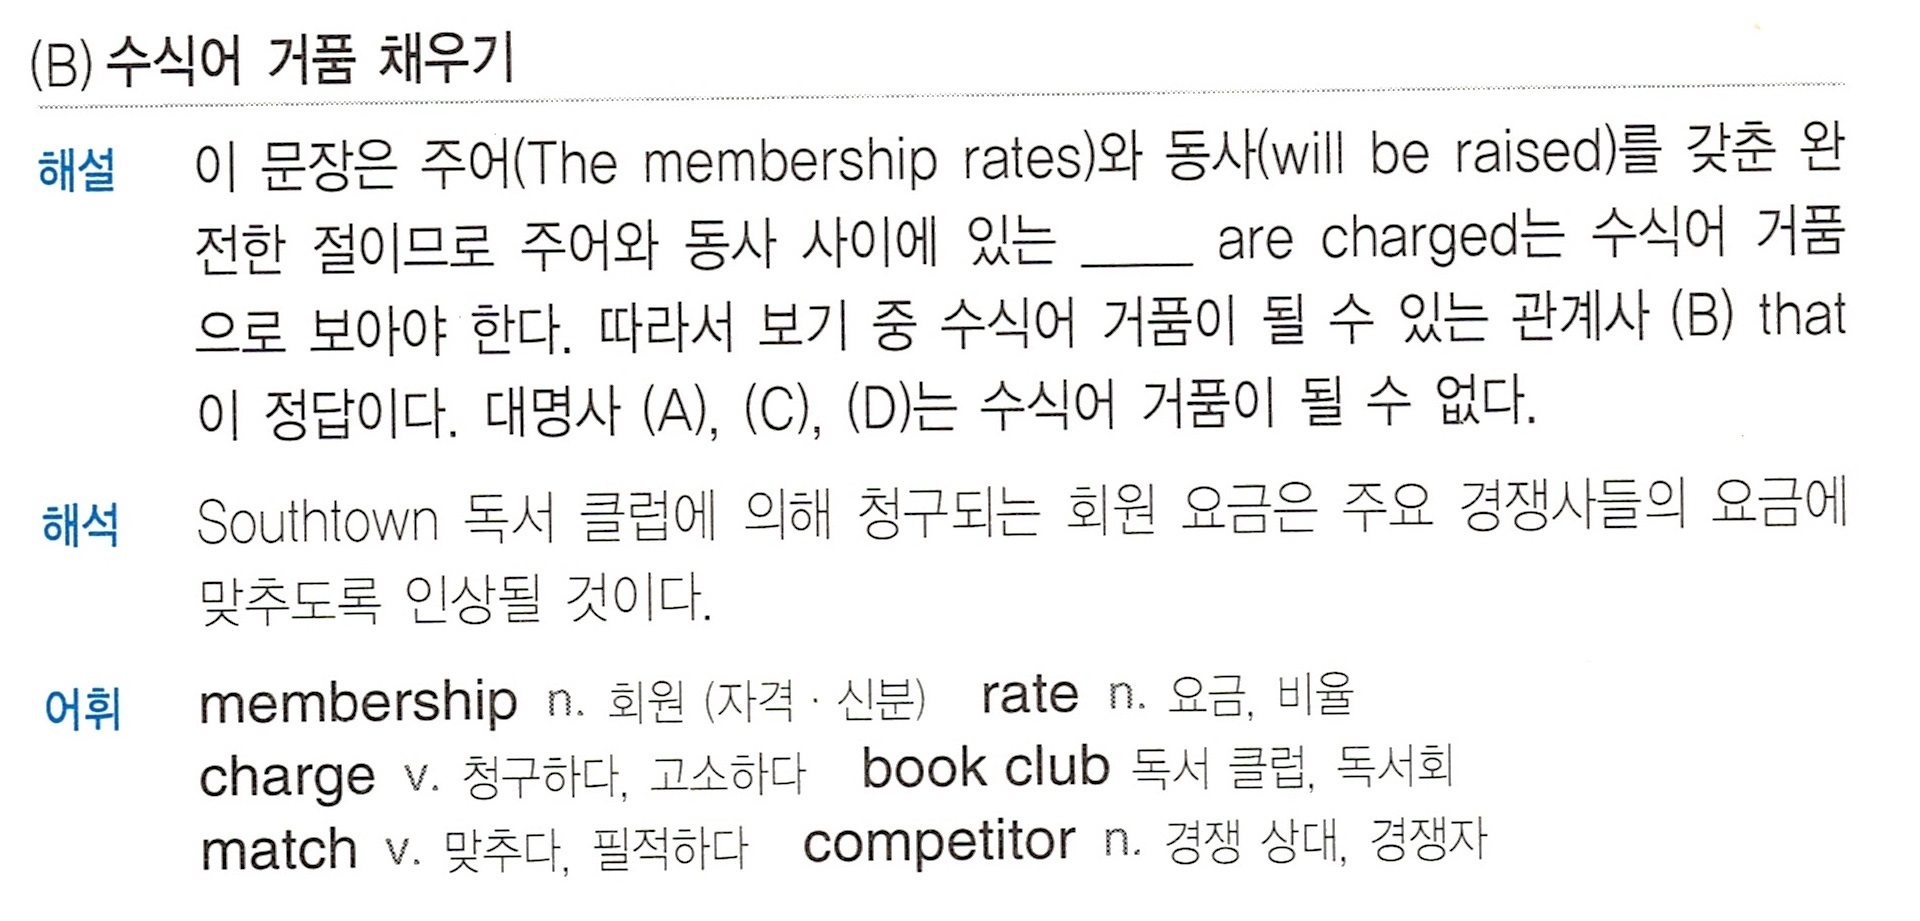 (B) 수식어 거품 채우기
해설 이 문장은 주어(The membership rates)와 동사(will be raised)를 갖춘 완
전한 절이므로 주어와 동사 사이에 있는 ____ are charged는 수식어 거품
으로 보아야 한다. 따라서 보기 중 수식어 거품이 될 수 있는 관계사 (B) that
이 정답이다. 대명사 (A), (C), (D)는 수식어 거품이 될 수 없다.
해석 Southtown 독서 클럽에 의해 청구되는 회원 요금은 주요 경쟁사들의 요금에
맞추도록 인상될 것이다.
어휘 membership n. 회원 (자격 · 신분) rate n. 요금, 비율
charge v. 청구하다, 고소하다 book club 독서 클럽, 독서회
match v. 맞추다, 필적하다 competitor n. 경쟁 상대, 경쟁자